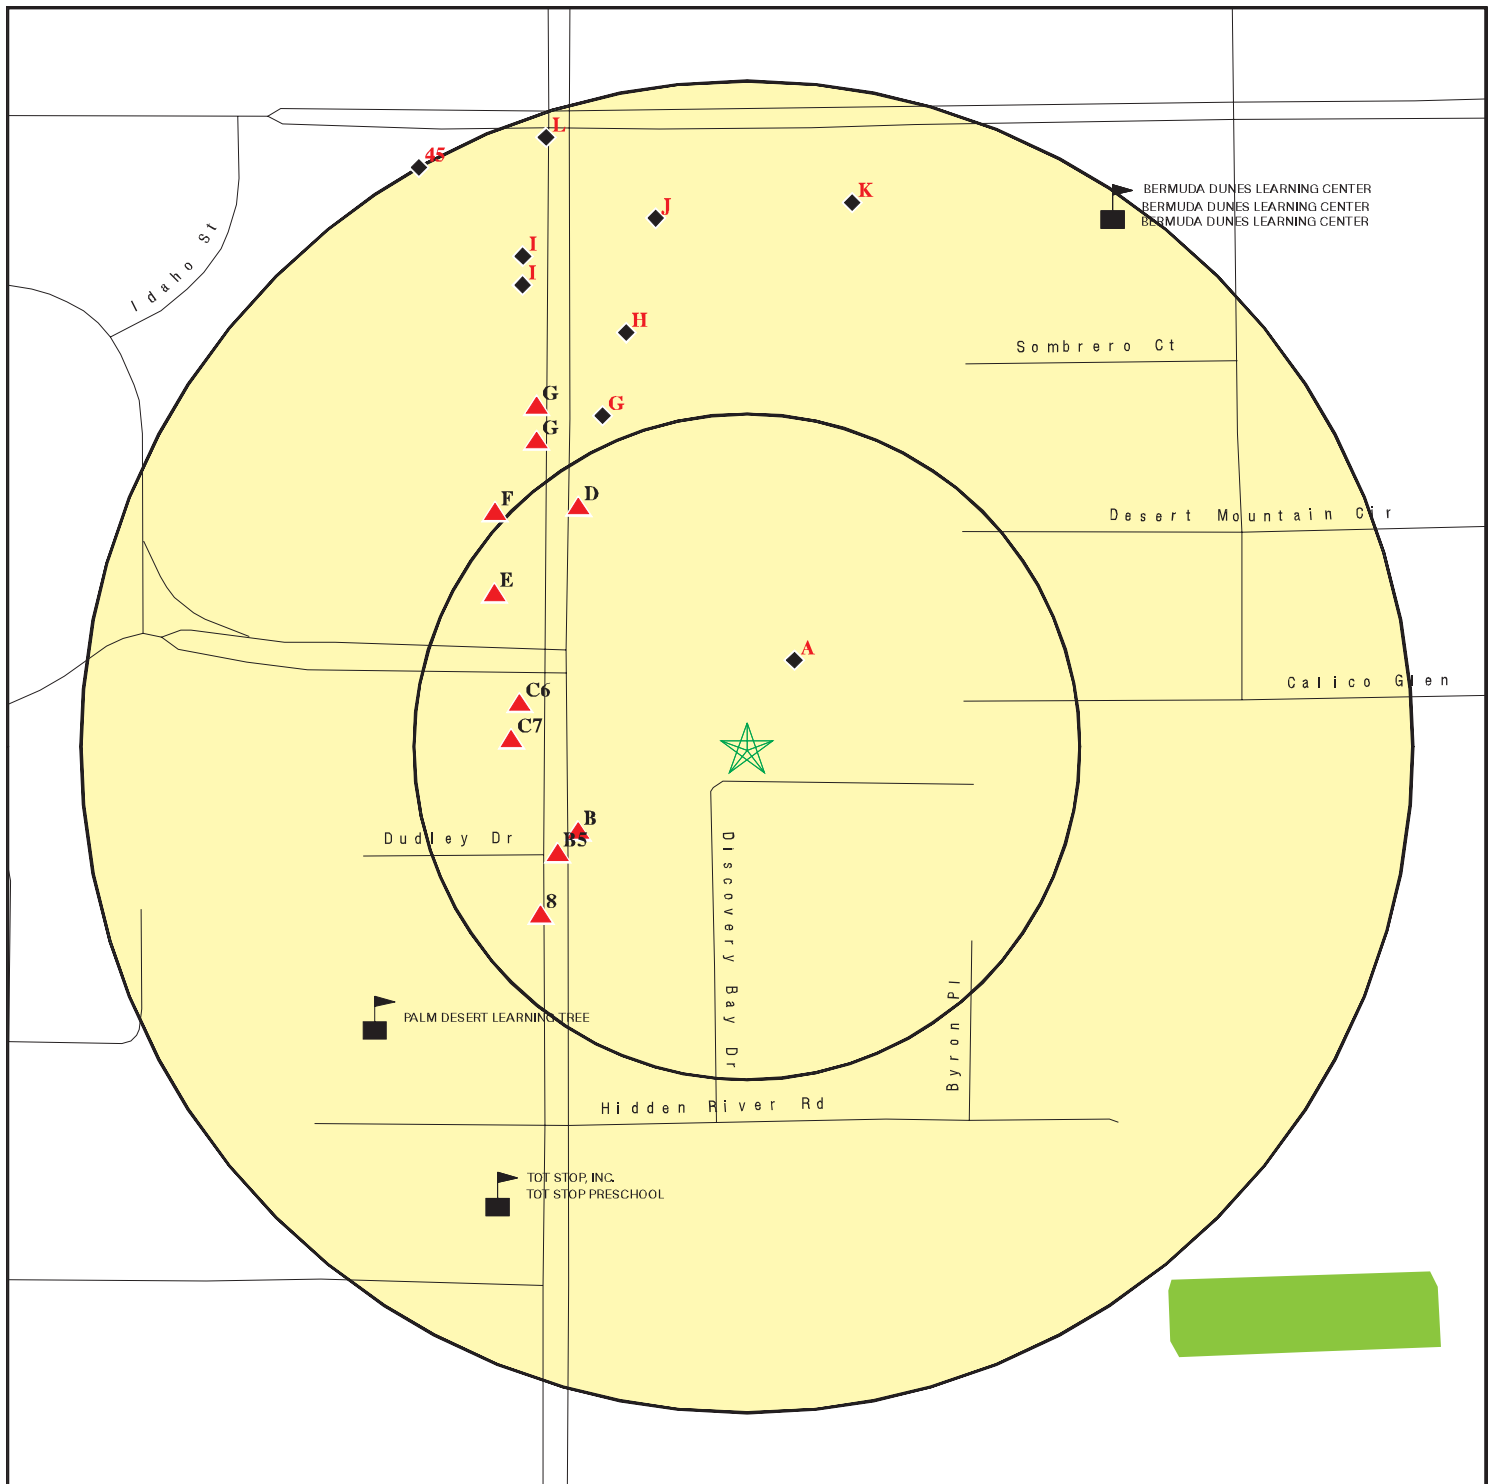 L
45
BERMUDA DUNES LEARNING CENTER
K
BERMUDA DUNES LEARNING CENTER
J
BERMUDA DUNES LEARNING CENTER
Idaho St
I
I
H
Sombrero Ct
G
G
G
D
F
Desert Mountain Cir
E
A
Calico Glen
C6
C7
B
Dudley Dr
B5
Discovery Bay Dr
8
Byron Pl
PALM DESERT LEARNING TREE
Hidden River Rd
TOT STOP, INC.
TOT STOP PRESCHOOL